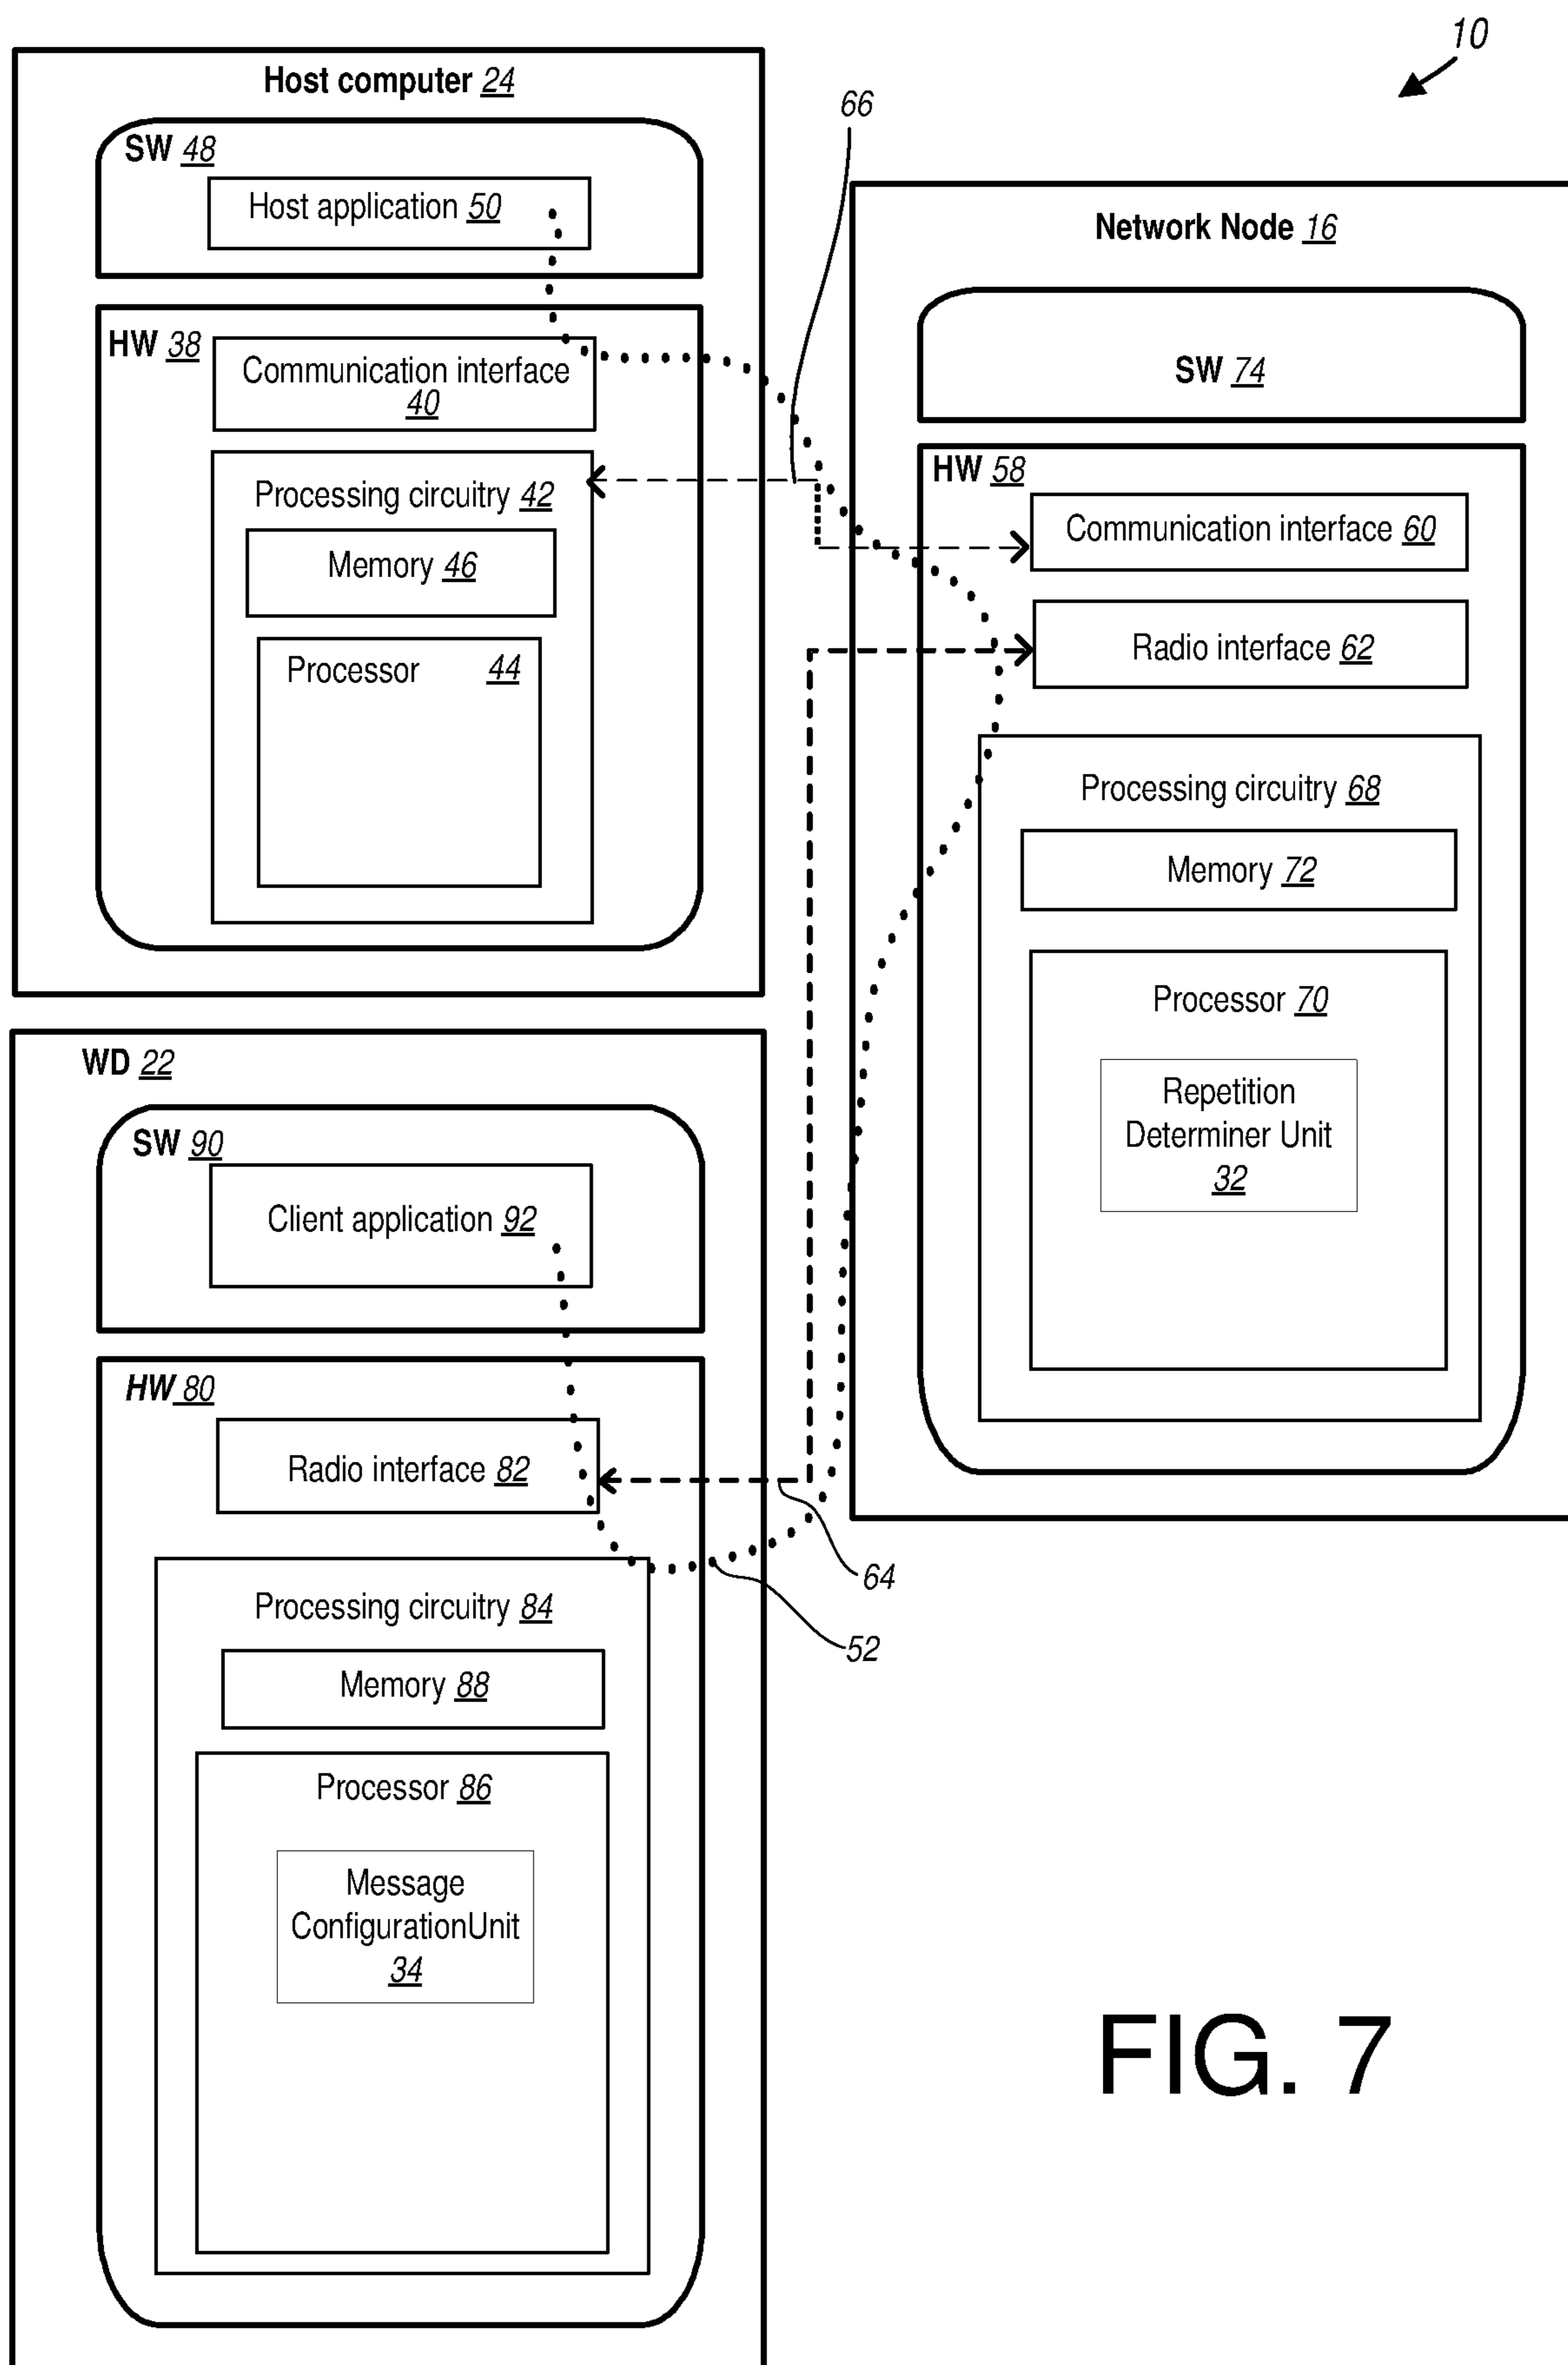 10
Host computer 24
SW 48
Host application 50
HW 38
Communication interface
40
Processing circuitry 42
Memory 46
Processor 44
66
Network Node 16
SW 74
HW 58
Communication interface 60
Radio interface 62
Processing circuitry 68
Memory 72
Processor 70
Repetition
Determiner Unit
32
WD 22
SW 90
Client application 92
HW 80
Radio interface 82
64
52
Processing circuitry 84
Memory 88
Processor 86
Message
ConfigurationUnit
34
FIG. 7